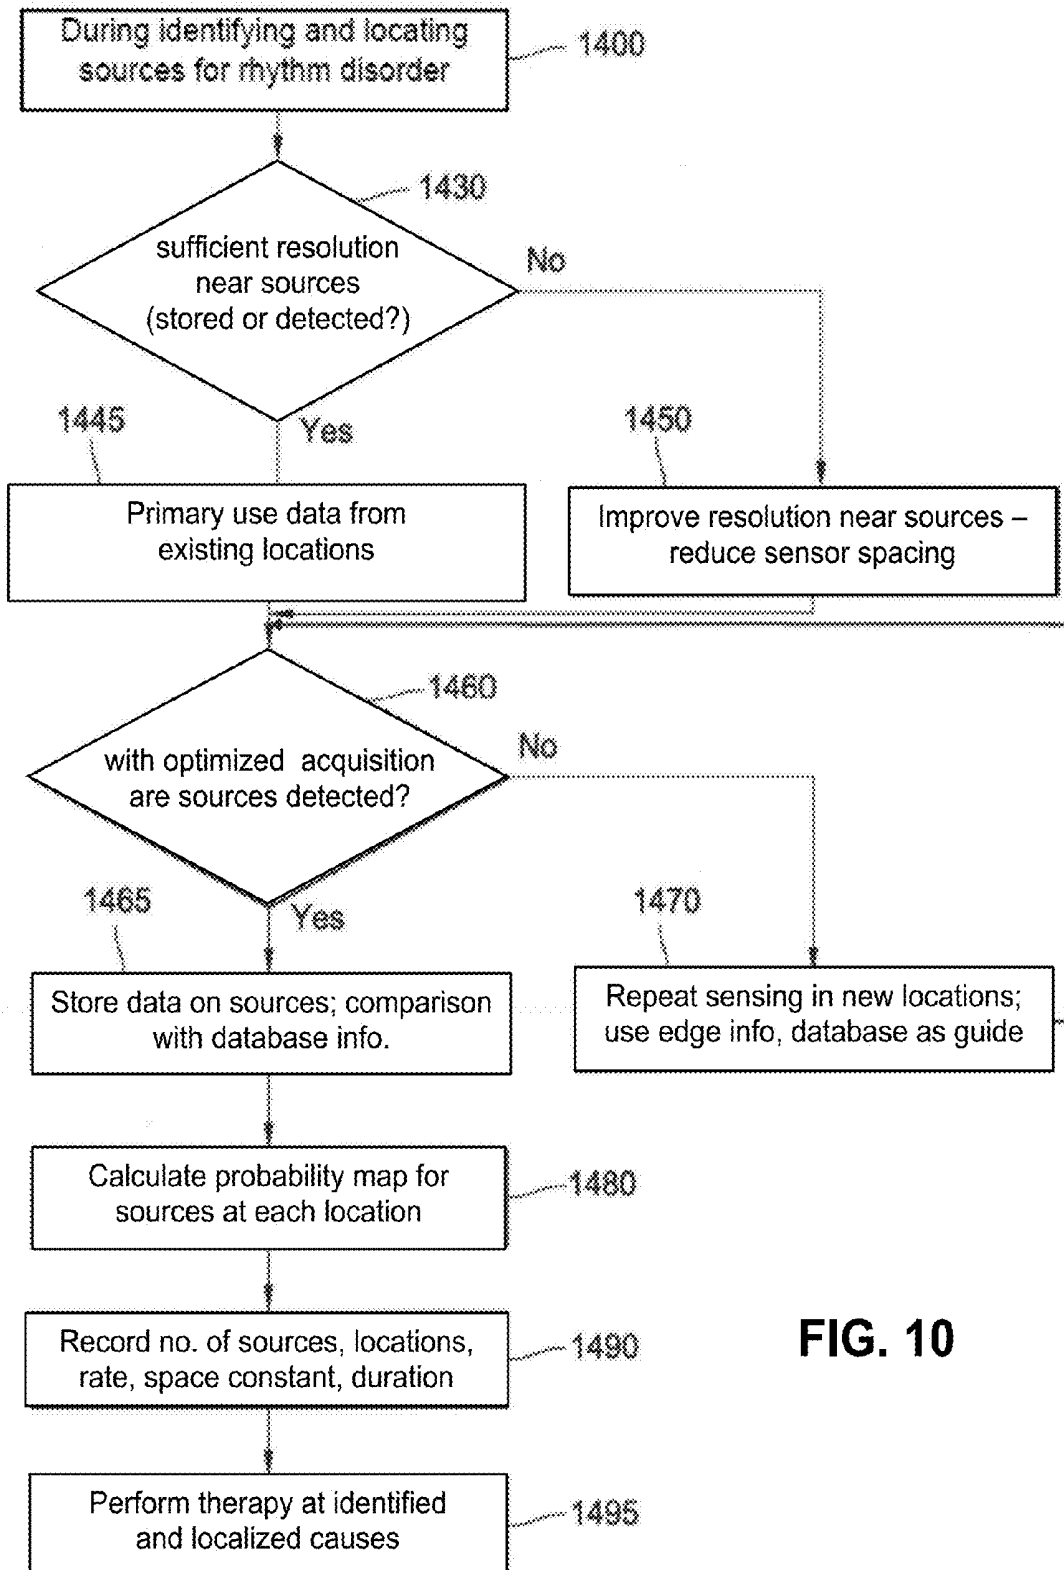 During identifying and locating
sources for rhythm disorder
1400
1430
sufficient resolution
near sources
(stored or detected?)
No
Yes
1445
1450
Primary use data from
existing locations
Improve resolution near sources –
reduce sensor spacing
1460
with optimized acquisition
are sources detected?
No
Yes
1465
1470
Store data on sources; comparison
with database info.
Repeat sensing in new locations;
use edge info, database as guide
Calculate probability map for
sources at each location
1480
Record no. of sources, locations,
rate, space constant, duration
1490
FIG. 10
Perform therapy at identified
and localized causes
1495